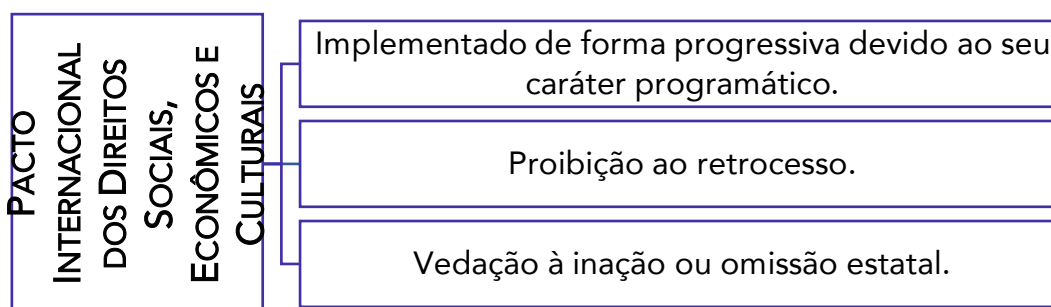 PACTO
INTERNACIONAL
DOS DIREITOS
SOCIAIS,
ECONÔMICOS E
CULTURAIS
Implementado de forma progressiva devido ao seu
caráter programático.
Proibição ao retrocesso.
Vedação à inação ou omissão estatal.